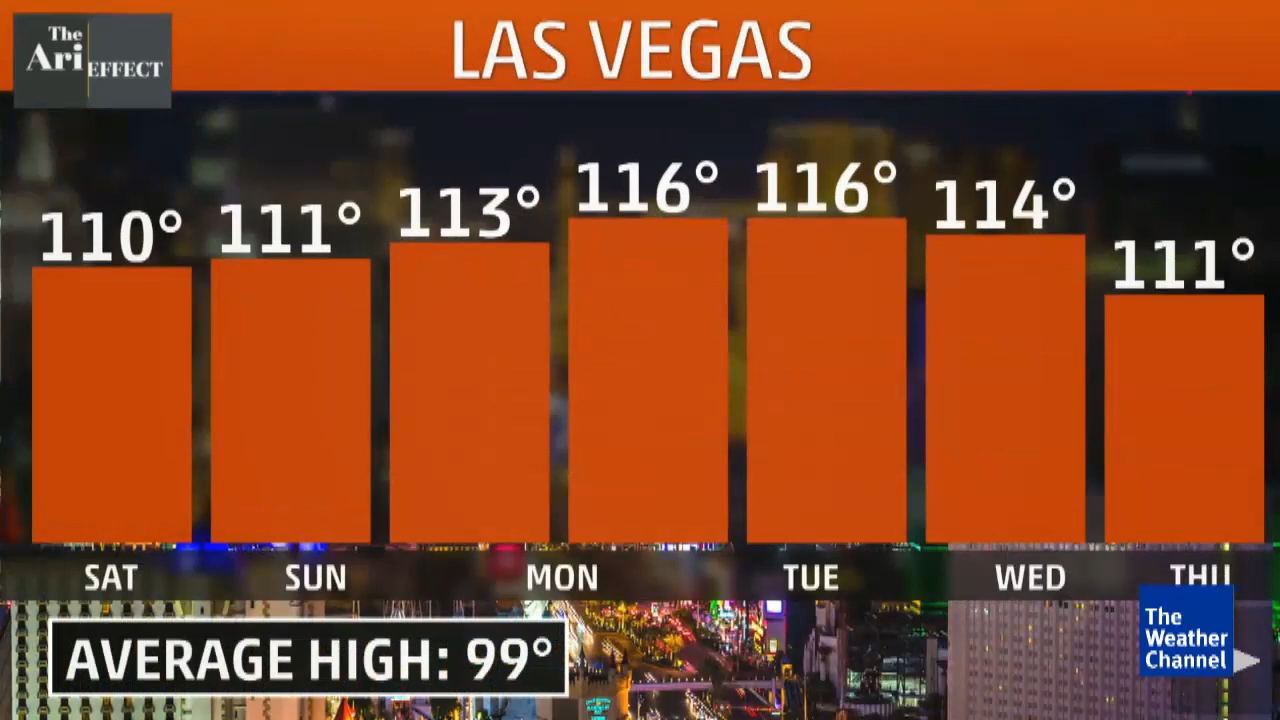 The
Ari EFFECT
LAS VEGAS
110° 111° 113° 116° 116° 114° 111°
SAT SUN MON TUE WED THU
AVERAGE HIGH: 99°
The
Weather
Channel